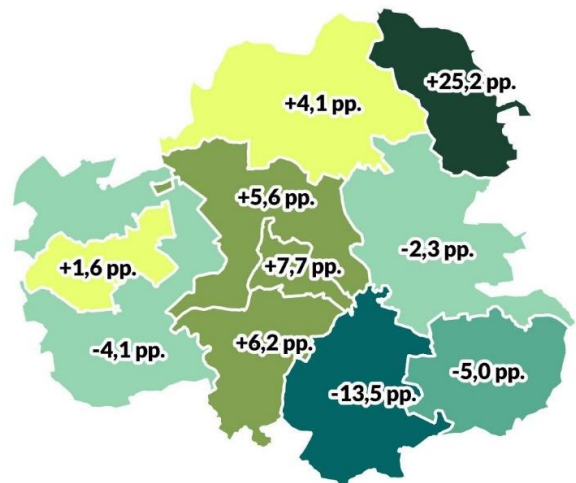 +25,2 pp.
+4,1 pp.
+5,6 pp.
-2,3 pp.
+7,7 pp.
+1,6 pp.
+6,2 pp.
-4,1 pp.
-5,0 pp.
-13,5 pp.